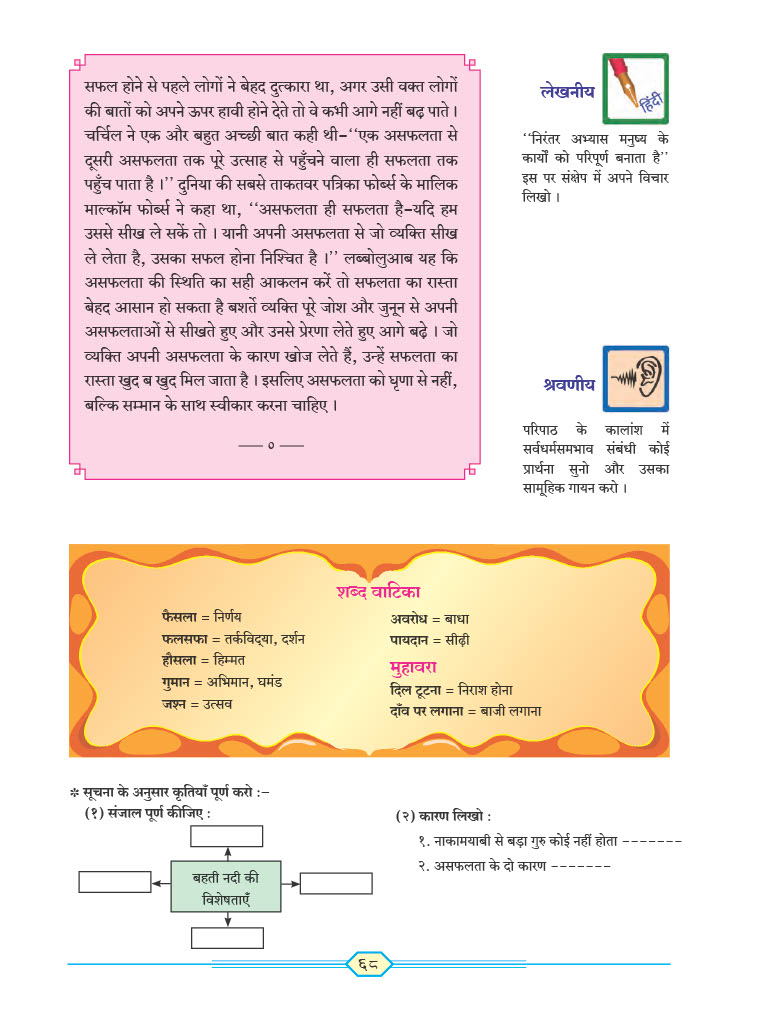 सफल होने से पहले लोगों ने बेहद दुत्कारा था, अगर उसी वक्त लोगों
की बातों को अपने ऊपर हावी होने देते तो वे कभी आगे नहीं बढ़ पाते ।
चर्चिल ने एक और बहुत अच्छी बात कही थी–‘‘एक असफलता से
दूसरी असफलता तक पूरे उत्साह से पहुँचने वाला ही सफलता तक
पहुँच पाता है ।’’ दुनिया की सबसे ताकतवर पत्रिका फोर्ब्स के मालिक
माल्कॉम फोर्ब्स ने कहा था, ‘‘असफलता ही सफलता है–यदि हम
उससे सीख ले सकें तो । यानी अपनी असफलता से जो व्यक्ति सीख
ले लेता है, उसका सफल होना निश्चित है ।’’ लब्बोलुआब यह कि
असफलता की स्थिति का सही आकलन करें तो सफलता का रास्ता
बेहद आसान हो सकता है बशर्ते व्यक्ति पूरे जोश और जुनून से अपनी
असफलताओं से सीखते हुए और उनसे प्रेरणा लेते हुए आगे बढ़े । जो
व्यक्ति अपनी असफलता के कारण खोज लेते हैं, उन्हें सफलता का
रास्ता खुद ब खुद मिल जाता है । इसलिए असफलता को घृणा से नहीं,
बल्कि सम्मान के साथ स्वीकार करना चाहिए ।
—— ० ——
लेखनीय
हिंदी
‘‘निरंतर अभ्यास मनुष्य के
कार्यों को परिपूर्ण बनाता है’’
इस पर संक्षेप में अपने विचार
लिखो ।
श्रवणीय
परिपाठ के कालांश में
सर्वधर्मसमभाव संबंधी कोई
प्रार्थना सुनो और उसका
सामूहिक गायन करो ।
शब्द वाटिका
फैसला = निर्णय
फलसफा = तर्कविद्‌या, दर्शन
हौसला = हिम्मत
गुमान = अभिमान, घमंड
जश्न = उत्सव
अवरोध = बाधा
पायदान = सीढ़ी
मुहावरा
दिल टूटना = निराश होना
दाँव पर लगाना = बाजी लगाना
* सूचना के अनुसार कृतियाँ पूर्ण करो :–
(१) संजाल पूर्ण कीजिए :
बहती नदी की
विशेषताएँ
(२) कारण लिखो :
१. नाकामयाबी से बड़ा गुरु कोई नहीं होता –––––––
२. असफलता के दो कारण –––––––
६८